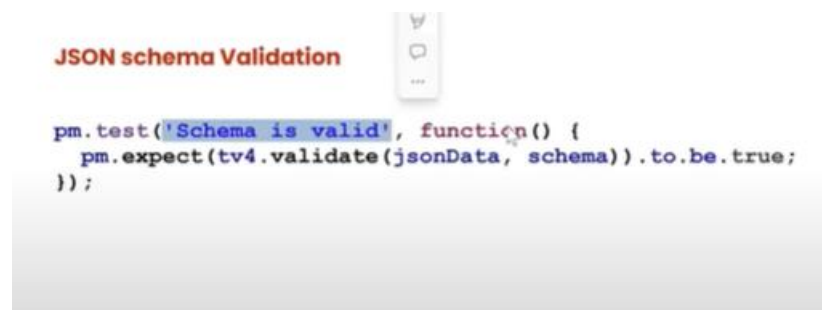 JSON schema Validation
pm.test('Schema is valid', function() {
pm.expect(tv4.validate(jsonData, schema)).to.be.true;
});